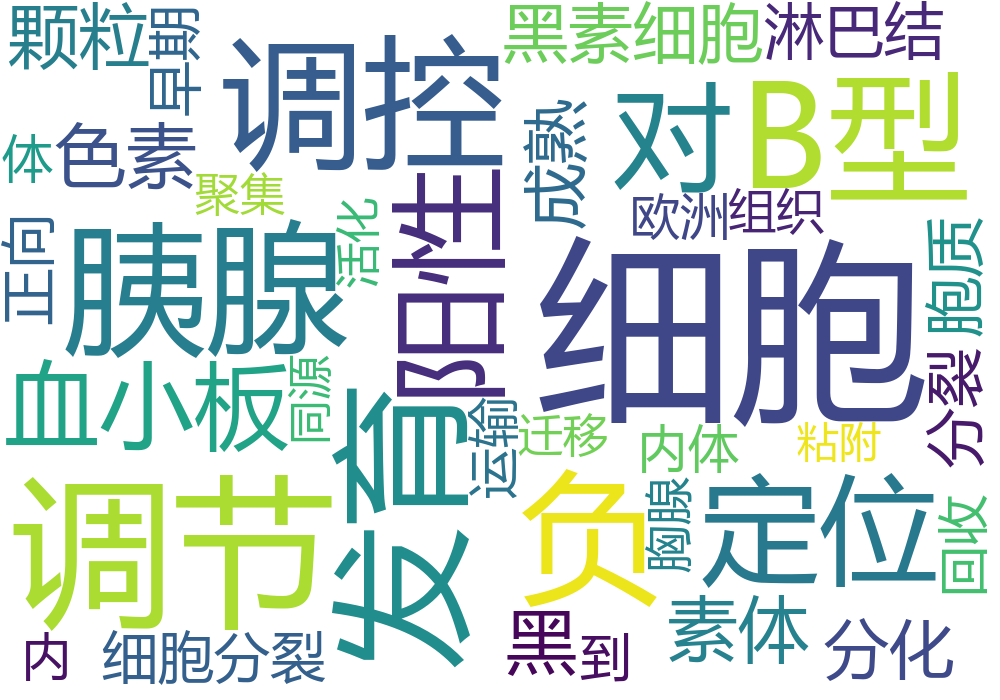 颗粒
早期
调控
黑素细胞
淋巴结
体
色素
聚集
成熟
对
B型
正向
活化
阳性
欧洲
组织
胰腺
细胞
胞质
血小板
同源
发育
运输
迁移
内体
粘附
分裂
调节
负
胸腺
定位
回收
内
细胞分裂
黑
到
素体
分化